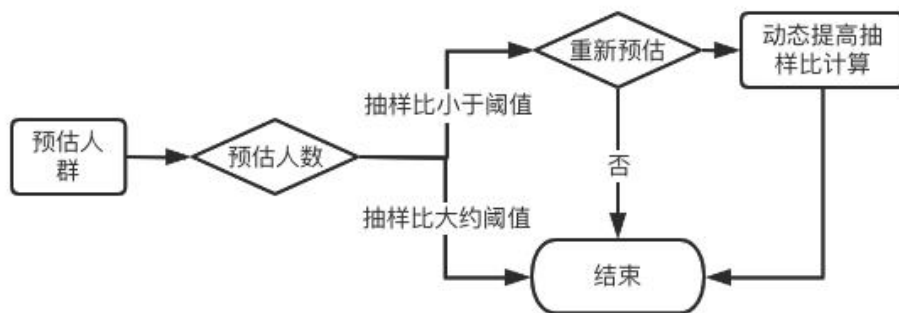 预估人
群
预估人数
抽样比小于阈值
抽样比大约阈值
重新预估
否
动态提高抽
样比计算
结束